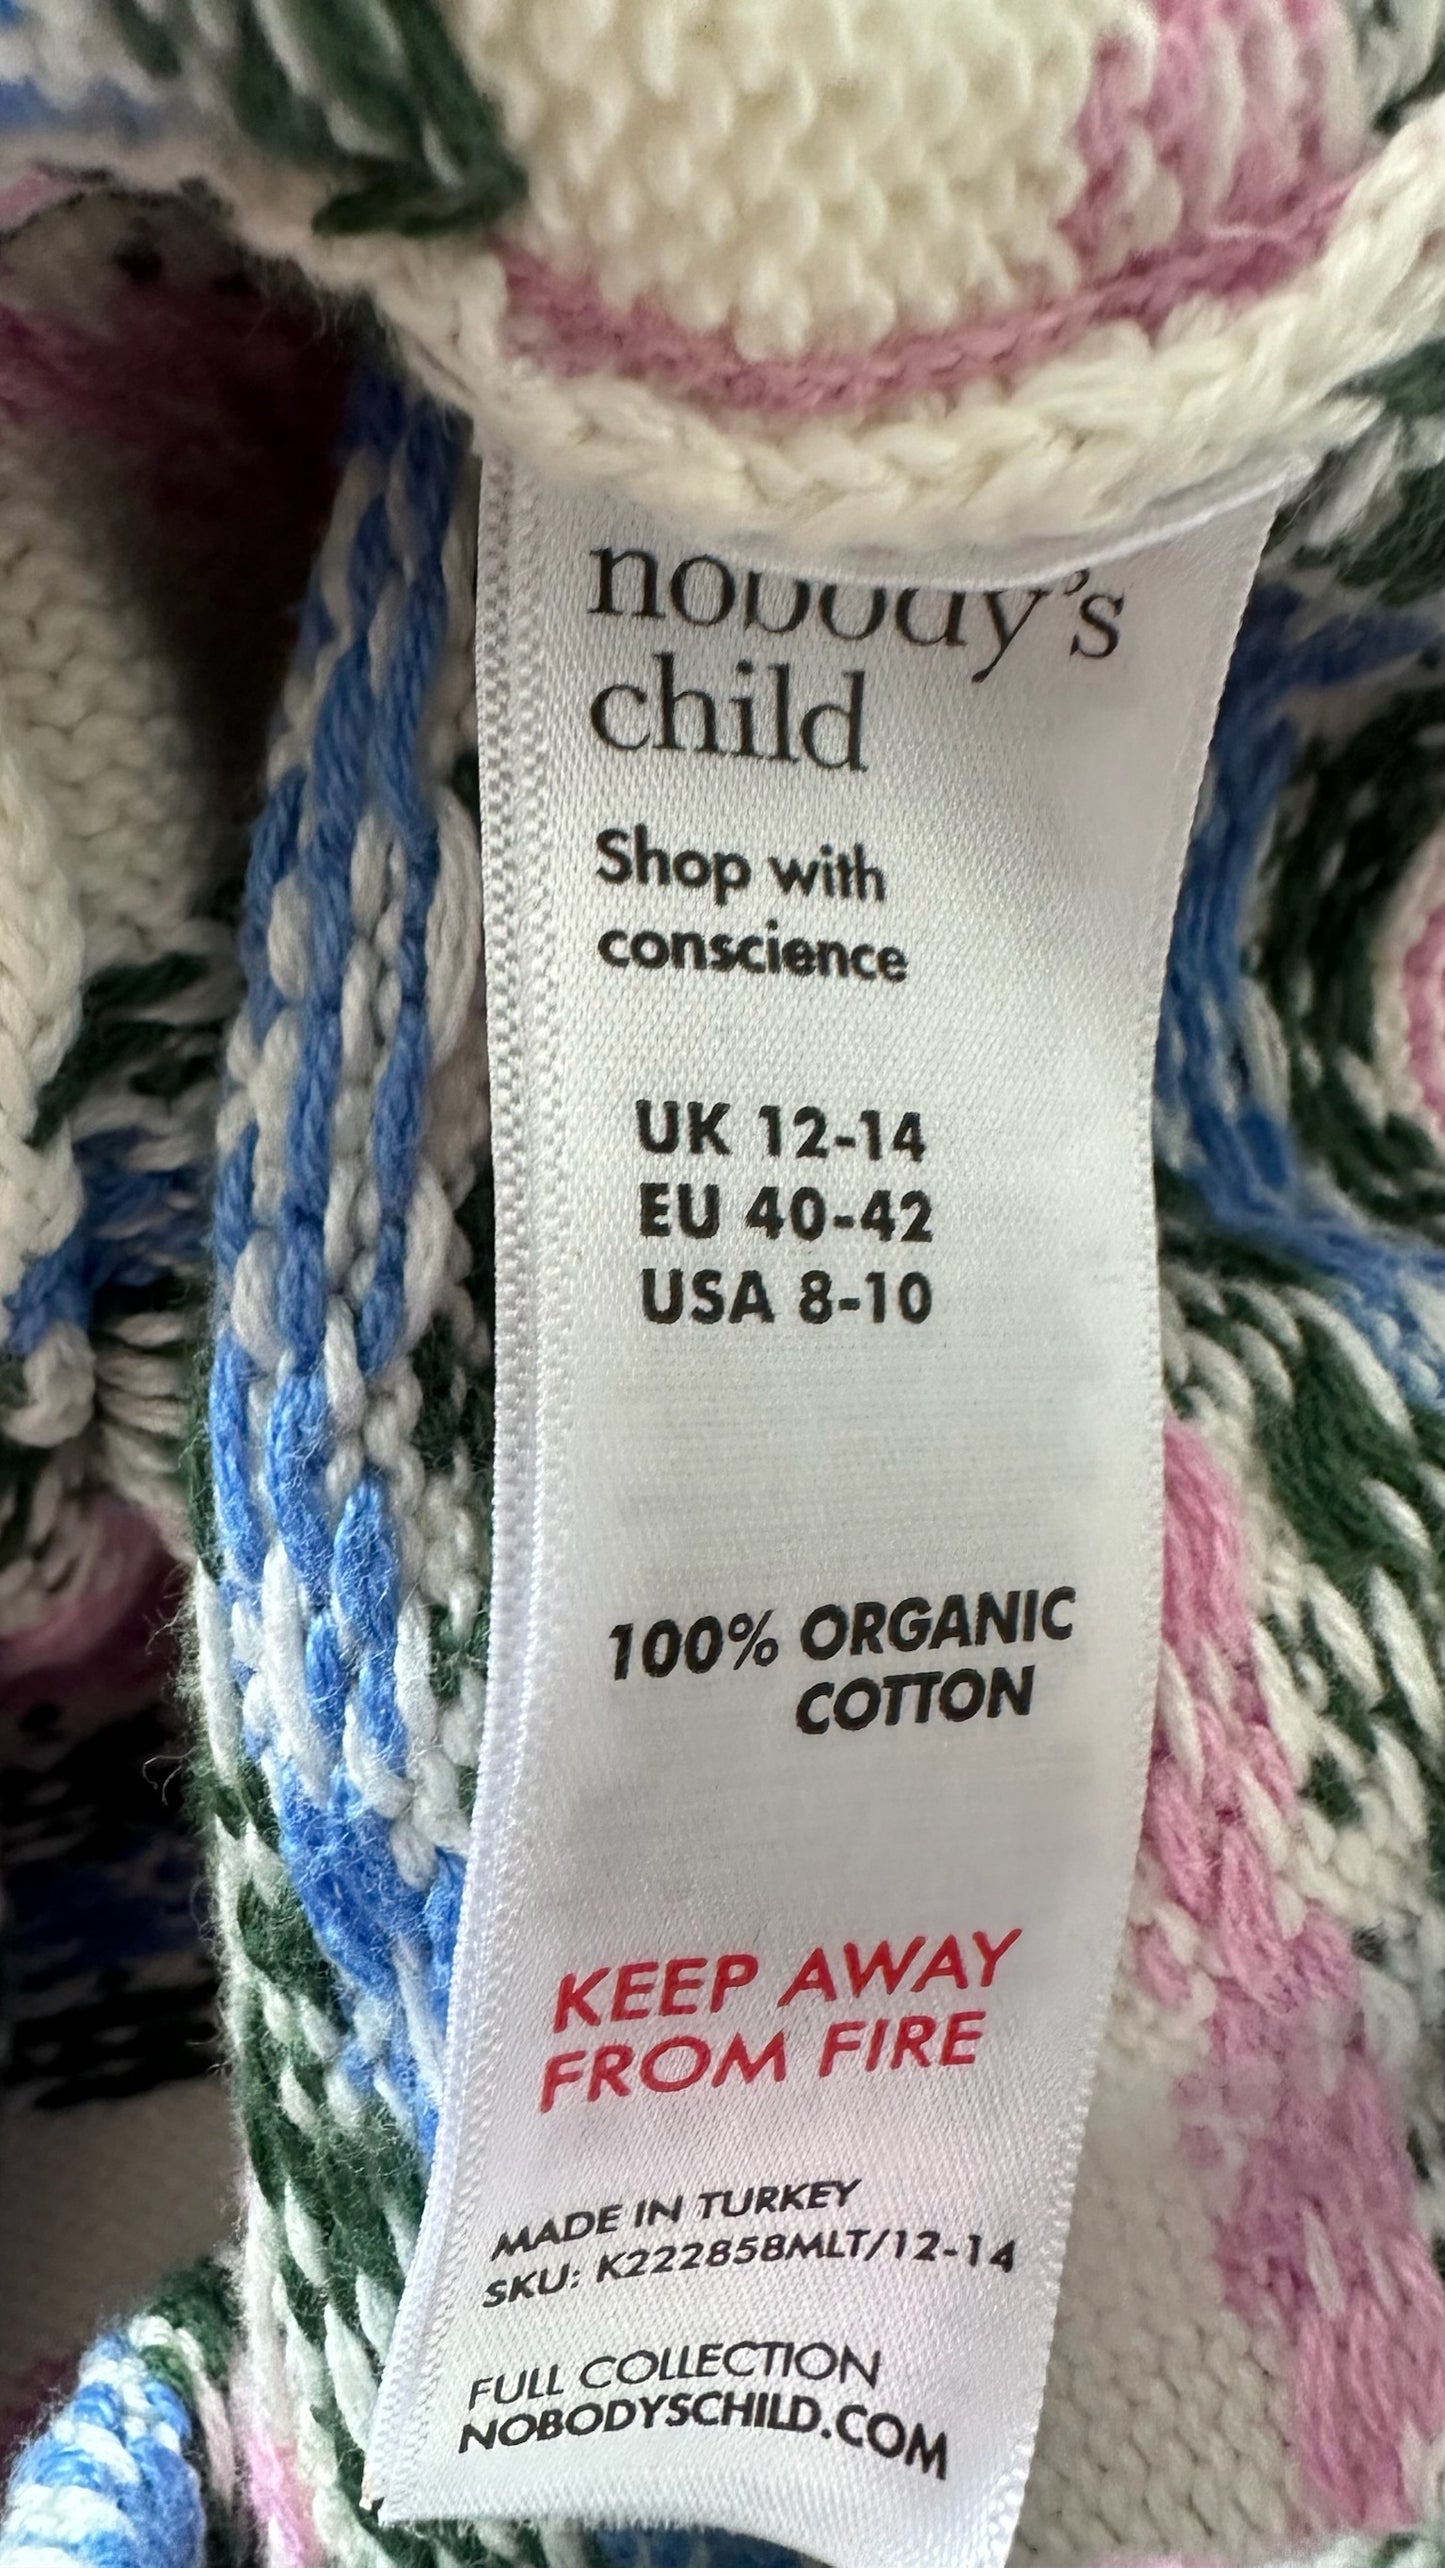 nobody's
child
Shop with
conscience
UK 12-14
EU 40-42
USA 8-10
100% ORGANIC
COTTON
KEEP AWAY
FROM FIRE
MADE IN TURKEY
SKU: K222858MLT/12-14
FULL COLLECTION
NOBODYSCHILD.COM